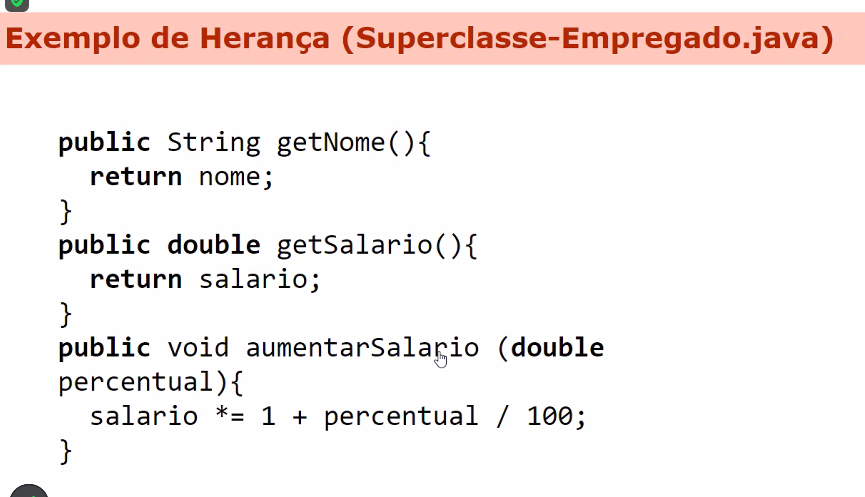 Exemplo de Herança (Superclasse-Empregado.java)
public String getNome(){
return nome;
}
public double getSalario(){
return salario;
}
public void aumentarSalario (double
percentual){
salario *= 1 + percentual / 100;
}